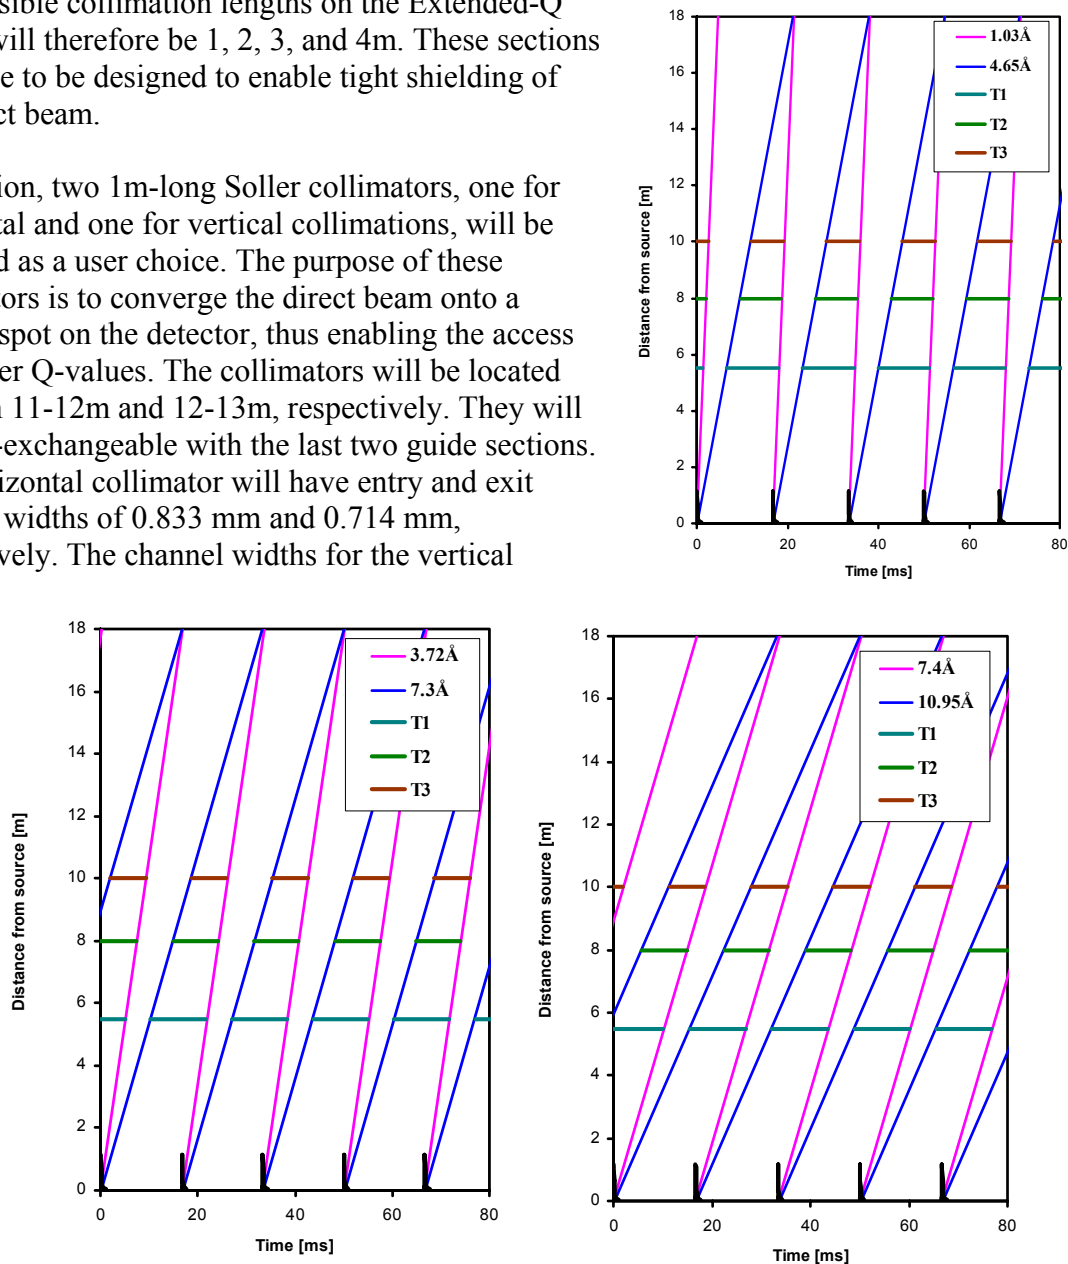 sible collimation lengths on the Extended-Q
will therefore be 1, 2, 3, and 4m. These sections
e to be designed to enable tight shielding of
ct beam.
ion, two 1m-long Soller collimators, one for
tal and one for vertical collimations, will be
d as a user choice. The purpose of these
tors is to converge the direct beam onto a
spot on the detector, thus enabling the access
er Q-values. The collimators will be located
n 11-12m and 12-13m, respectively. They will
-exchangeable with the last two guide sections.
rizontal collimator will have entry and exit
widths of 0.833 mm and 0.714 mm,
vely. The channel widths for the vertical
18
16
14
12
10
8
6
4
2
0
Distance from source [m]
0 20 40 60 80
Time [ms]
1.03Å
4.65Å
T1
T2
T3
18
16
14
12
10
8
6
4
2
0
Distance from source [m]
0 20 40 60 80
Time [ms]
3.72Å
7.3Å
T1
T2
T3
18
16
14
12
10
8
6
4
2
0
Distance from source [m]
0 20 40 60 80
Time [ms]
7.4Å
10.95Å
T1
T2
T3